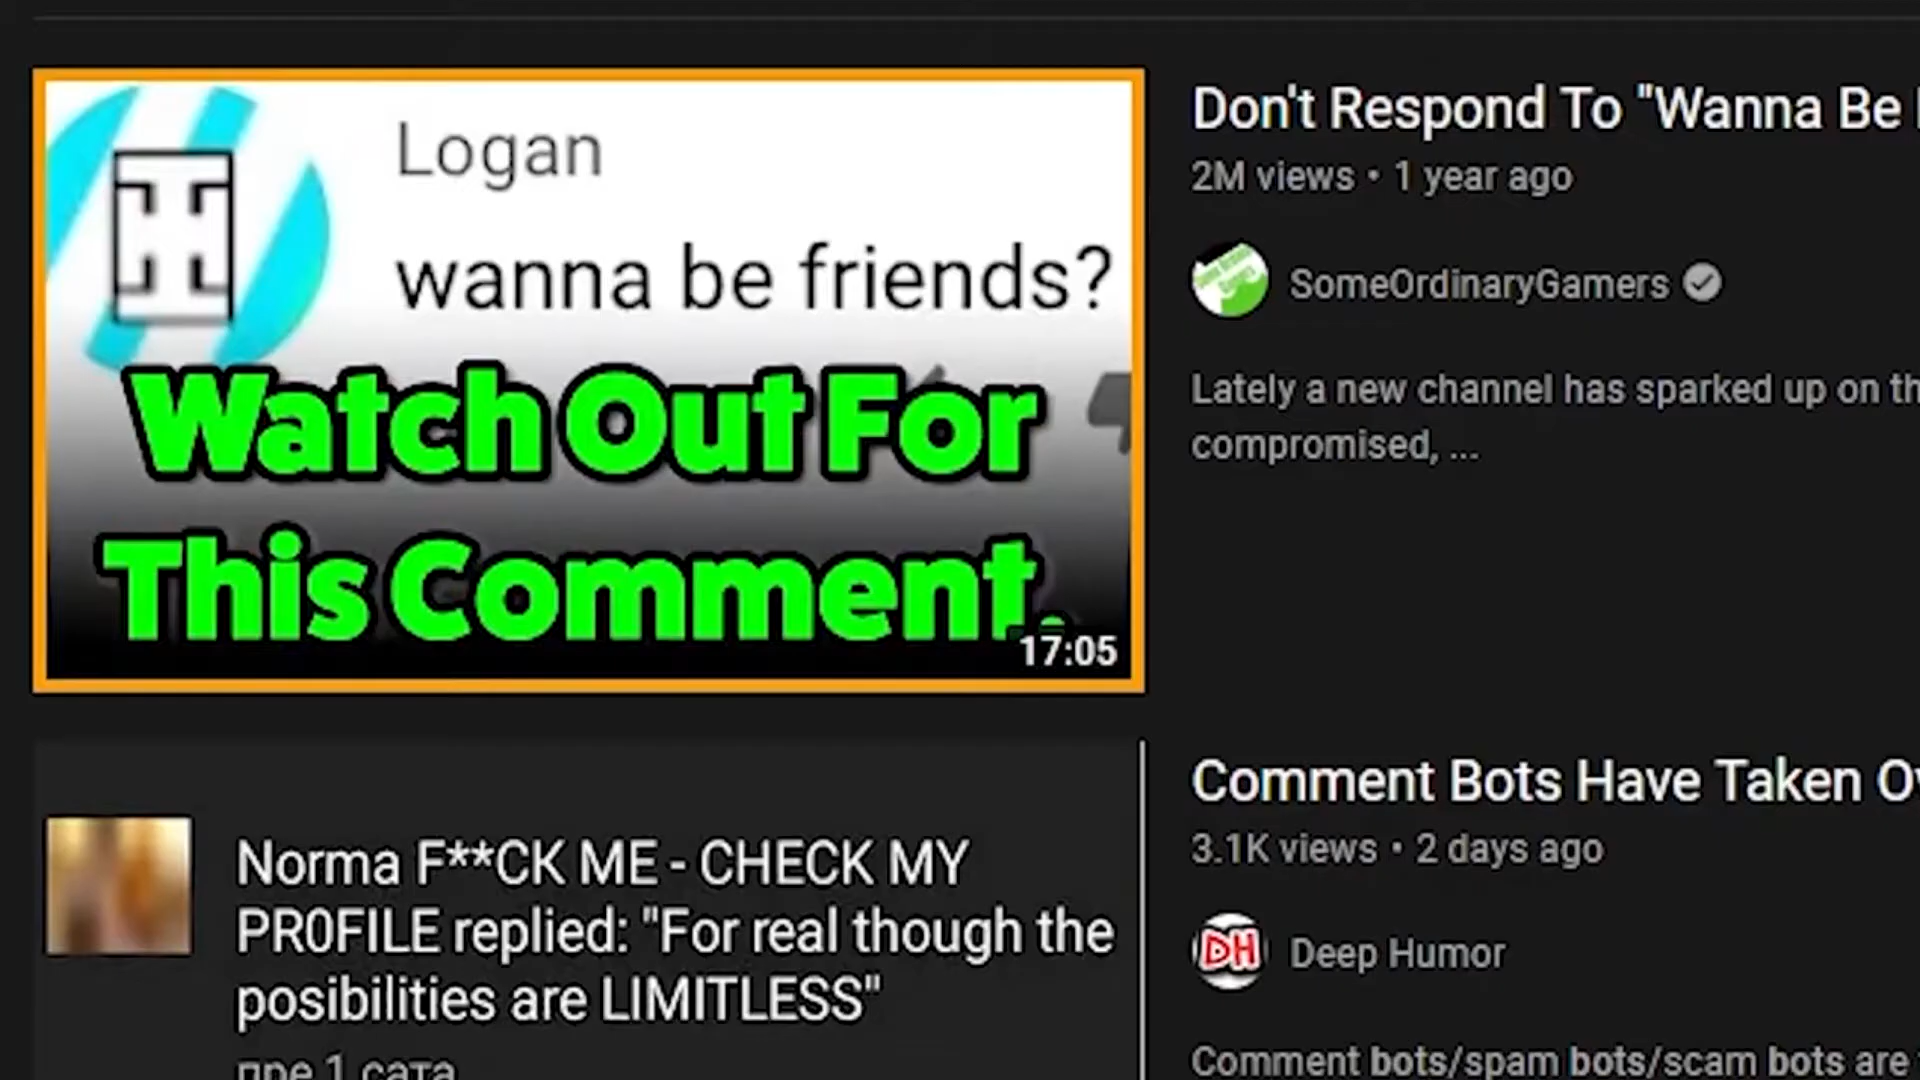 Logan
wanna be friends?
Watch Out For
This Comment.
17:05
Don't Respond To "Wanna Be
2M views • 1 year ago
SomeOrdinaryGamers
Lately a new channel has sparked up on th
compromised, ...
Norma F**CK ME - CHECK MY
PR0FILE replied: "For real though the
posibilities are LIMITLESS"
пре 1 сата
Comment Bots Have Taken Ov
3.1K views • 2 days ago
DH
Deep Humor
Comment bots/spam bots/scam bots are